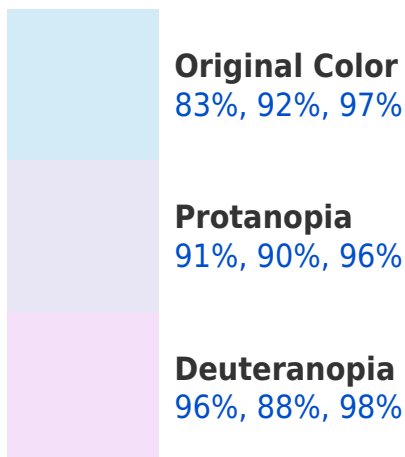 Original Color
83%, 92%, 97%
Protanopia
91%, 90%, 96%
Deuteranopia
96%, 88%, 98%